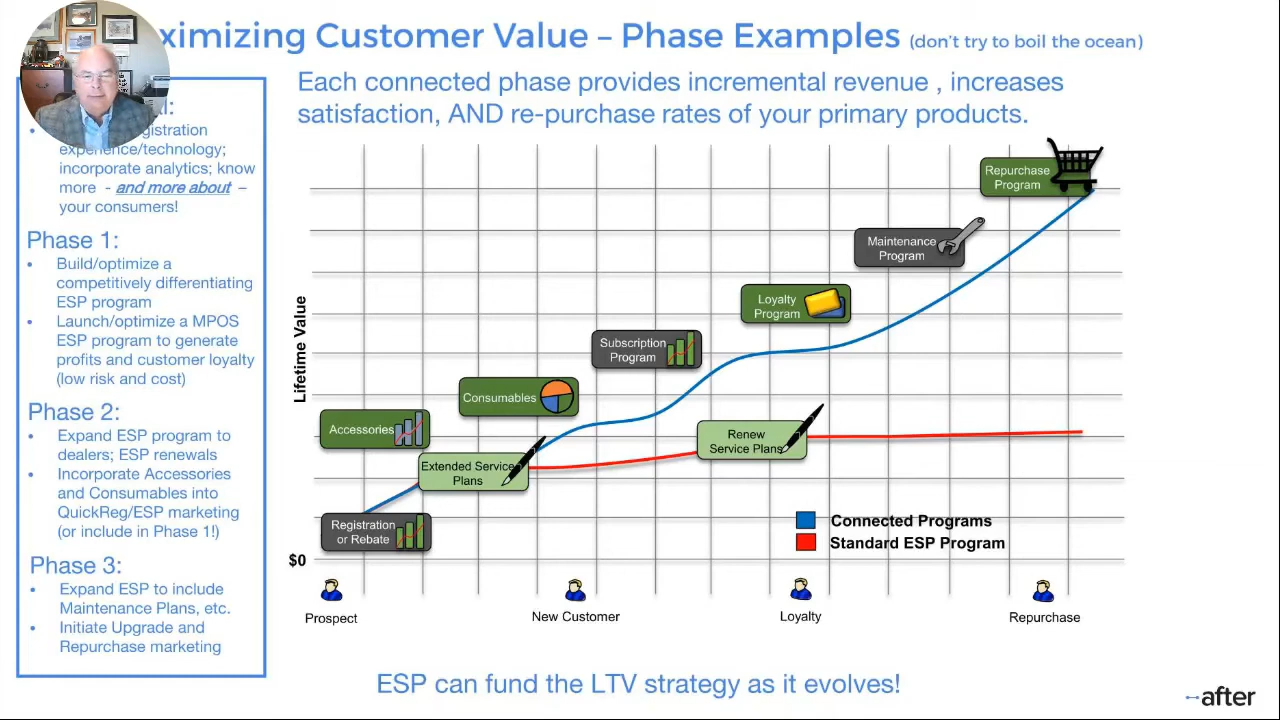 ximizing Customer Value – Phase Examples (don't try to boil the ocean)
Each connected phase provides incremental revenue , increases
satisfaction, AND re-purchase rates of your primary products.
gistration
experience/technology;
incorporate analytics; know
more - and more about –
your consumers!
Phase 1:
• Build/optimize a
competitively differentiating
ESP program
• Launch/optimize a MPOS
ESP program to generate
profits and customer loyalty
(low risk and cost)
Phase 2:
• Expand ESP program to
dealers; ESP renewals
• Incorporate Accessories
and Consumables into
QuickReg/ESP marketing
(or include in Phase 1!)
Phase 3:
• Expand ESP to include
Maintenance Plans, etc.
• Initiate Upgrade and
Repurchase marketing
Lifetime Value
$0
Repurchase
Program
Maintenance
Program
Loyalty
Program
Subscription
Program
Consumables
Accessories
Renew
Service Plans
Extended Service
Plans
Registration
or Rebate
Connected Programs
Standard ESP Program
Prospect
New Customer
Loyalty
Repurchase
ESP can fund the LTV strategy as it evolves!
after